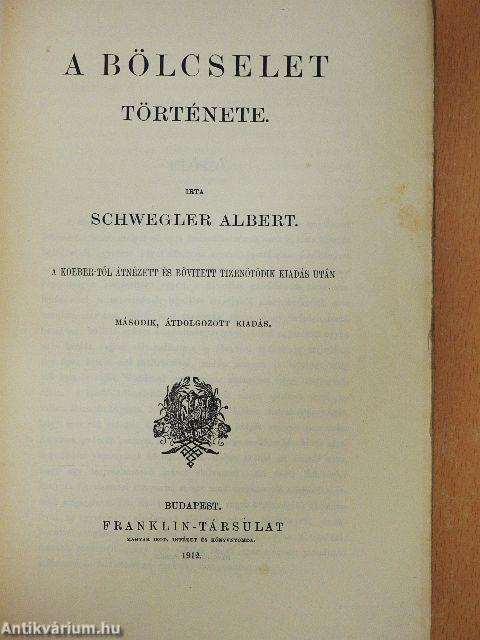 A BÖLCSELET
TÖRTÉNETE.
IRTA
SCHWEGLER ALBERT.
A KOEBER-TŐL ÁTNÉZETT ÉS BŐVITETT TIZENÖTÖDIK KIADÁS UTÁN
MÁSODIK, ÁTDOLGOZOTT KIADÁS.
BUDAPEST.
FRANKLIN-TÁRSULAT
MAGYAR IROD. INTÉZET ÉS KÖNYVNYOMDA.
1912.
Antikvárium.hu